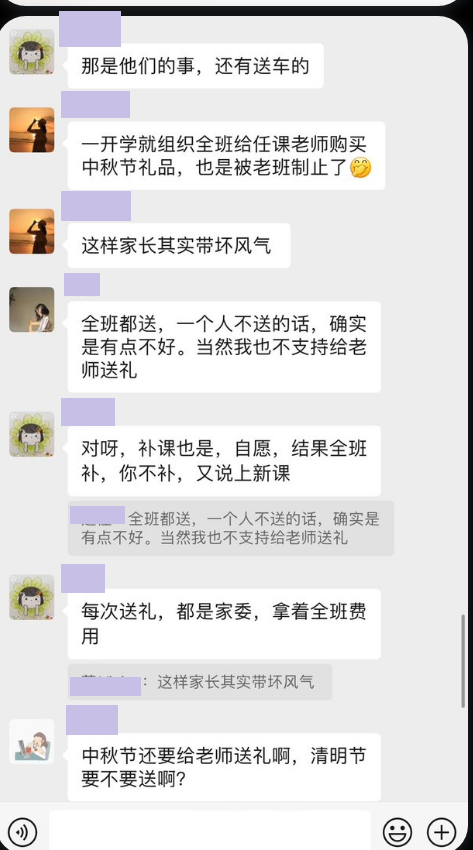 那是他们的事，还有送车的
一开学就组织全班给任课老师购买
中秋节礼品，也是被老班制止了🤭
这样家长其实带坏风气
全班都送，一个人不送的话，确实
是有点不好。当然我也不支持给老
师送礼
对呀，补课也是，自愿，结果全班
补，你不补，又说上新课
全班都送，一个人不送的话，确实是
有点不好。当然我也不支持给老师送礼
每次送礼，都是家委，拿着全班费
用
：这样家长其实带坏风气
中秋节还要给老师送礼啊，清明节
要不要送啊？